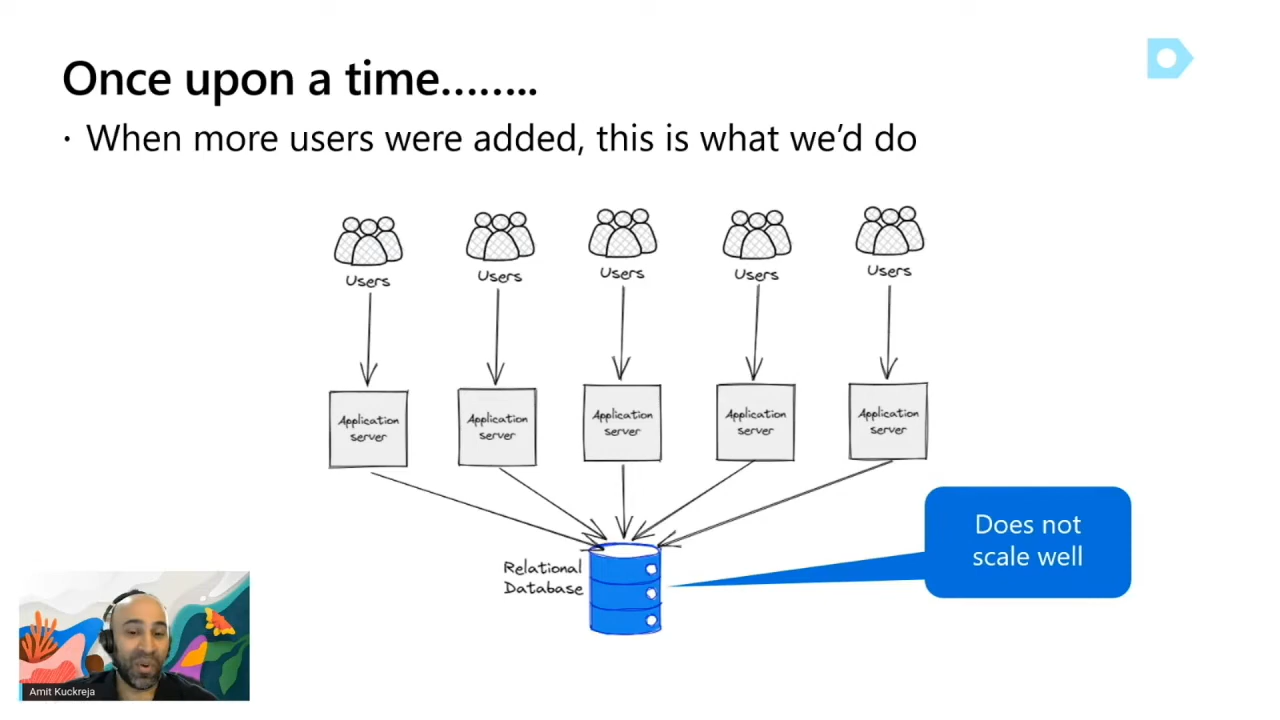 Once upon a time........
· When more users were added, this is what we'd do
Users
Users
Users
Users
Users
Application
server
Application
server
Application
server
Application
server
Application
server
Relational
Database
Does not
scale well
Amit Kuckreja